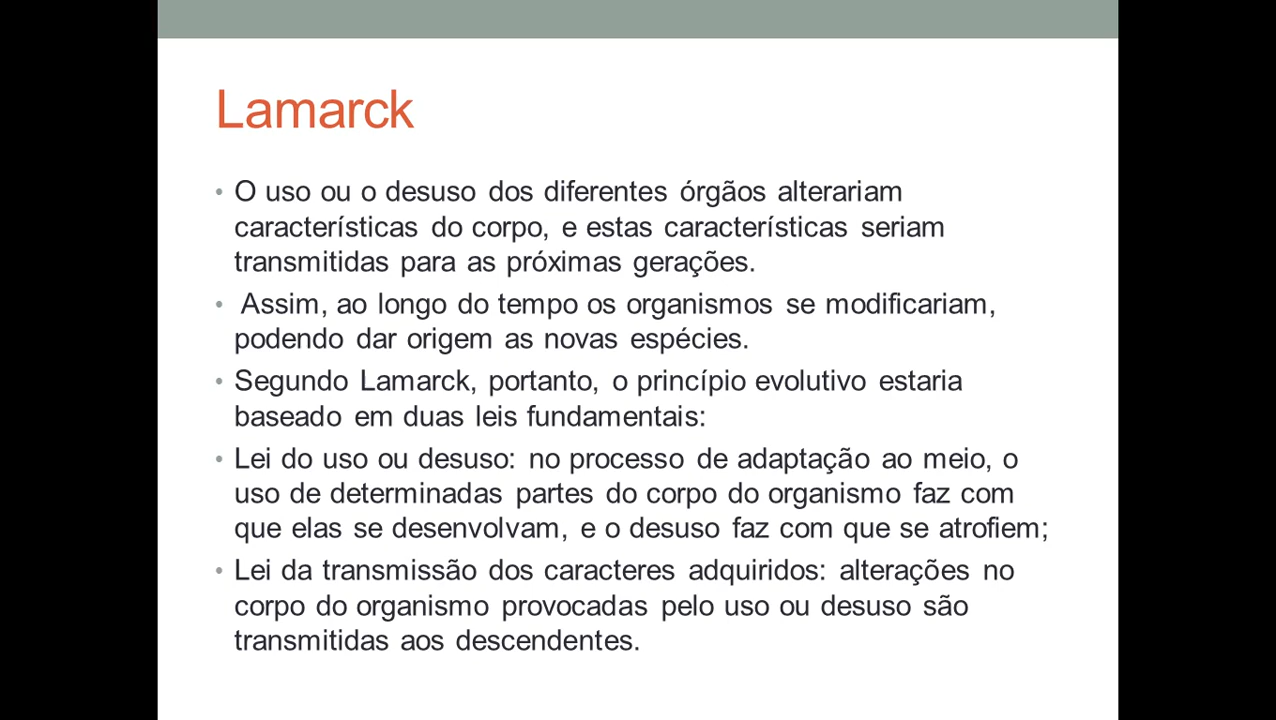 Lamarck
• O uso ou o desuso dos diferentes órgãos alterariam
características do corpo, e estas características seriam
transmitidas para as próximas gerações.
• Assim, ao longo do tempo os organismos se modificariam,
podendo dar origem as novas espécies.
• Segundo Lamarck, portanto, o princípio evolutivo estaria
baseado em duas leis fundamentais:
• Lei do uso ou desuso: no processo de adaptação ao meio, o
uso de determinadas partes do corpo do organismo faz com
que elas se desenvolvam, e o desuso faz com que se atrofiem;
• Lei da transmissão dos caracteres adquiridos: alterações no
corpo do organismo provocadas pelo uso ou desuso são
transmitidas aos descendentes.